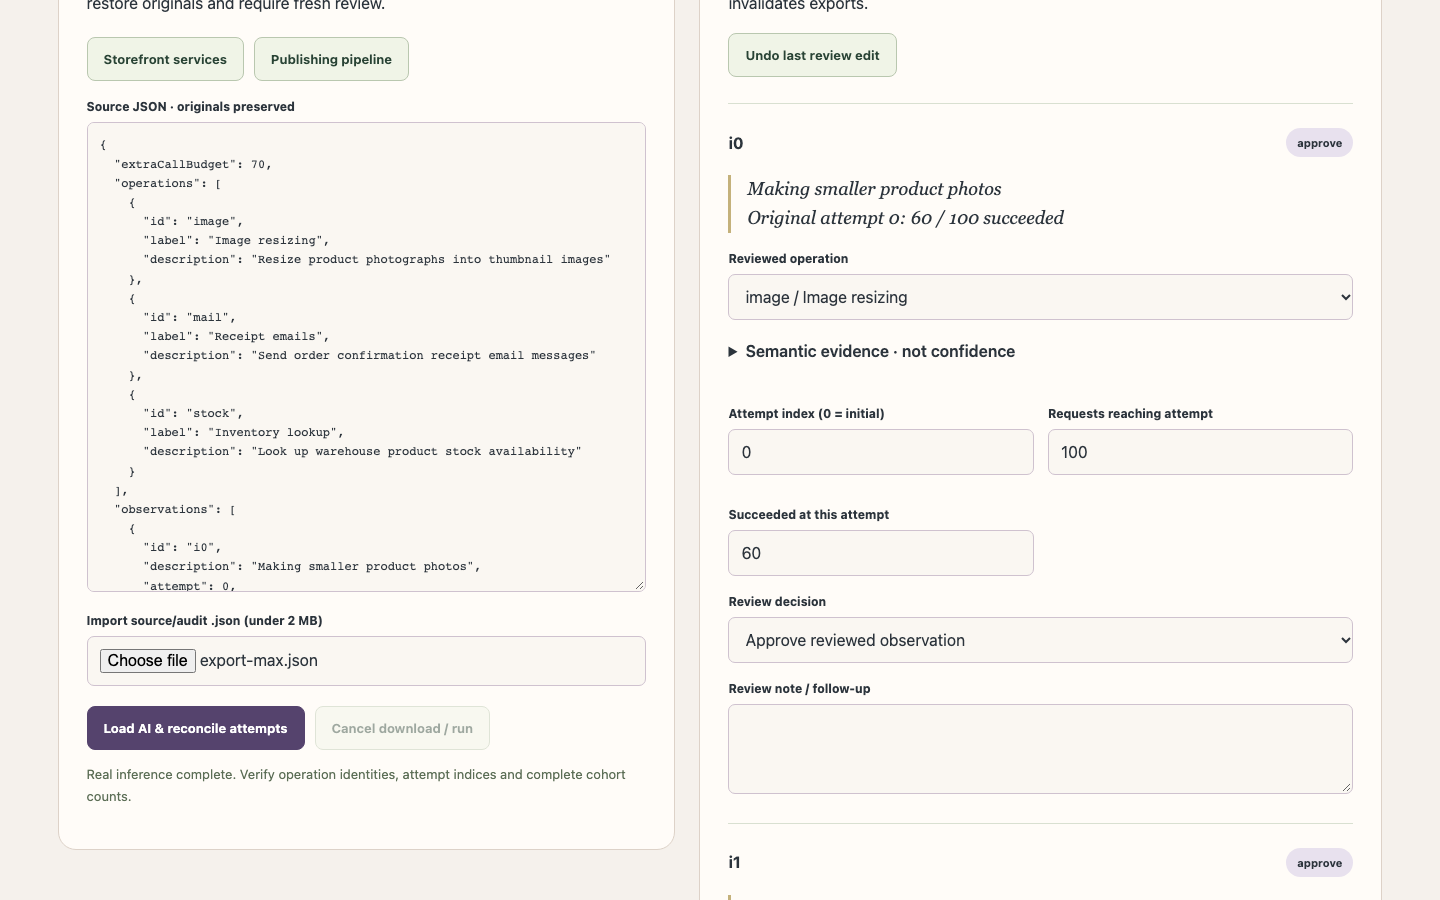 restore originals and require fresh review.
Storefront services
Publishing pipeline
Source JSON · originals preserved
{
  "extraCallBudget": 70,
  "operations": [
    {
      "id": "image",
      "label": "Image resizing",
      "description": "Resize product photographs into thumbnail images"
    },
    {
      "id": "mail",
      "label": "Receipt emails",
      "description": "Send order confirmation receipt email messages"
    },
    {
      "id": "stock",
      "label": "Inventory lookup",
      "description": "Look up warehouse product stock availability"
    }
  ],
  "observations": [
    {
      "id": "i0",
      "description": "Making smaller product photos",
      "attempt": 0,
Import source/audit .json (under 2 MB)
Choose file export-max.json
Load AI & reconcile attempts
Cancel download / run
Real inference complete. Verify operation identities, attempt indices and complete cohort
counts.
invalidates exports.
Undo last review edit
i0
approve
Making smaller product photos
Original attempt 0: 60 / 100 succeeded
Reviewed operation
image / Image resizing
Semantic evidence · not confidence
Attempt index (0 = initial)
Requests reaching attempt
0
100
Succeeded at this attempt
60
Review decision
Approve reviewed observation
Review note / follow-up
i1
approve